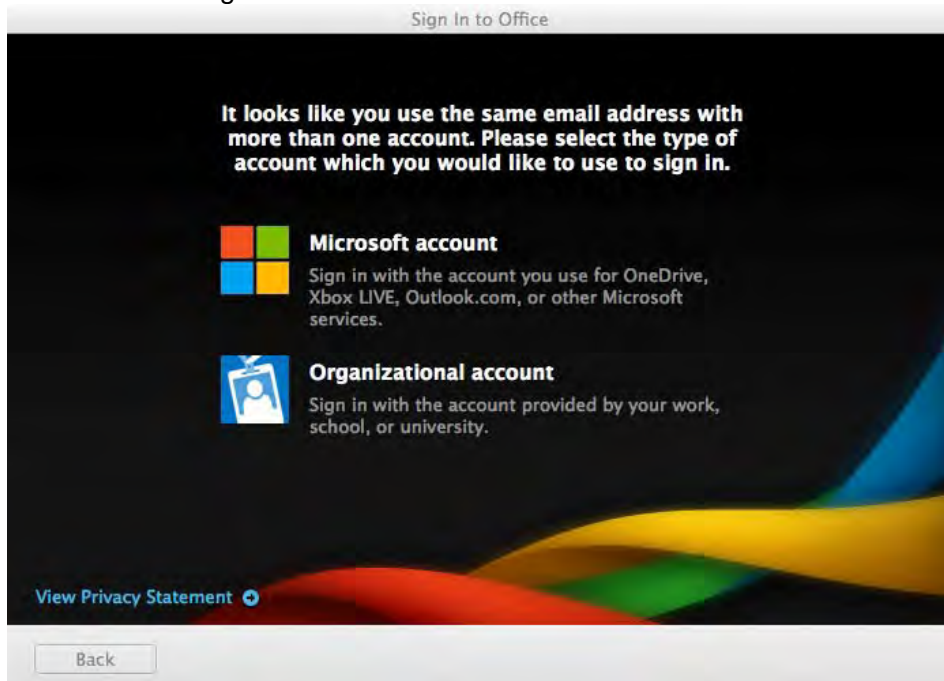 Sign In to Office
It looks like you use the same email address with
more than one account. Please select the type of
account which you would like to use to sign in.
Microsoft account
Sign in with the account you use for OneDrive,
Xbox LIVE, Outlook.com, or other Microsoft
services.
Organizational account
Sign in with the account provided by your work,
school, or university.
View Privacy Statement
Back